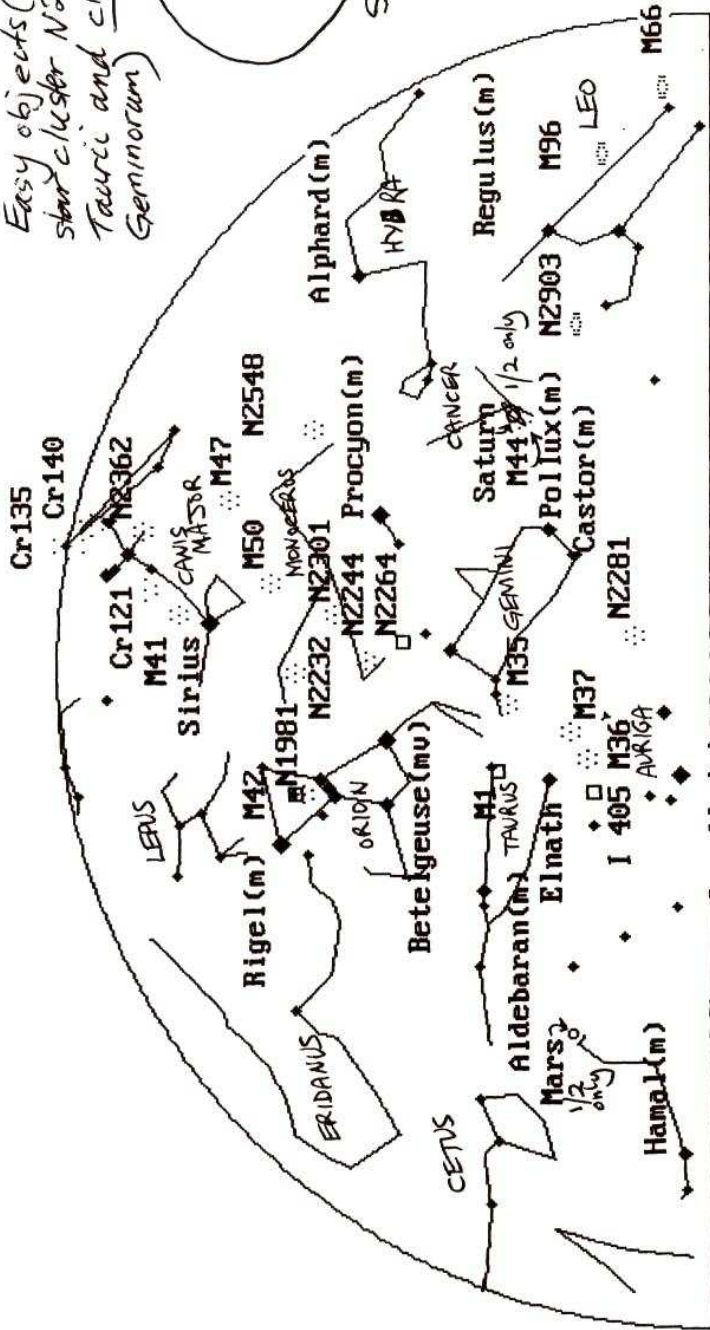 Easy objects(
star cluster N2
Taurii and c
Gemimorum)
S
Cr135
Cr140
N2362
Cr121
M41
CANIS
MAJOR
M47
Sirius
LEPUS
M50
N2548
MONOCEROS
Alphard(m)
HYDRA
Rigel(m)
M42
N1981
N2232
N2301
N2244
Procyon(m)
N2264
ERIDANUS
ORION
Betelgeuse(mv)
CANCER
Regulus(m)
CETUS
M1
TAURUS
M35
GEMINI
Saturn
M44
1/2 only
Aldebaran(m)
Elnath
Pollux(m)
Castor(m)
N2903
M96
LEO
Mars
1/2
only
I 405
M36
M37
AURIGA
N2281
M66
Hamal(m)